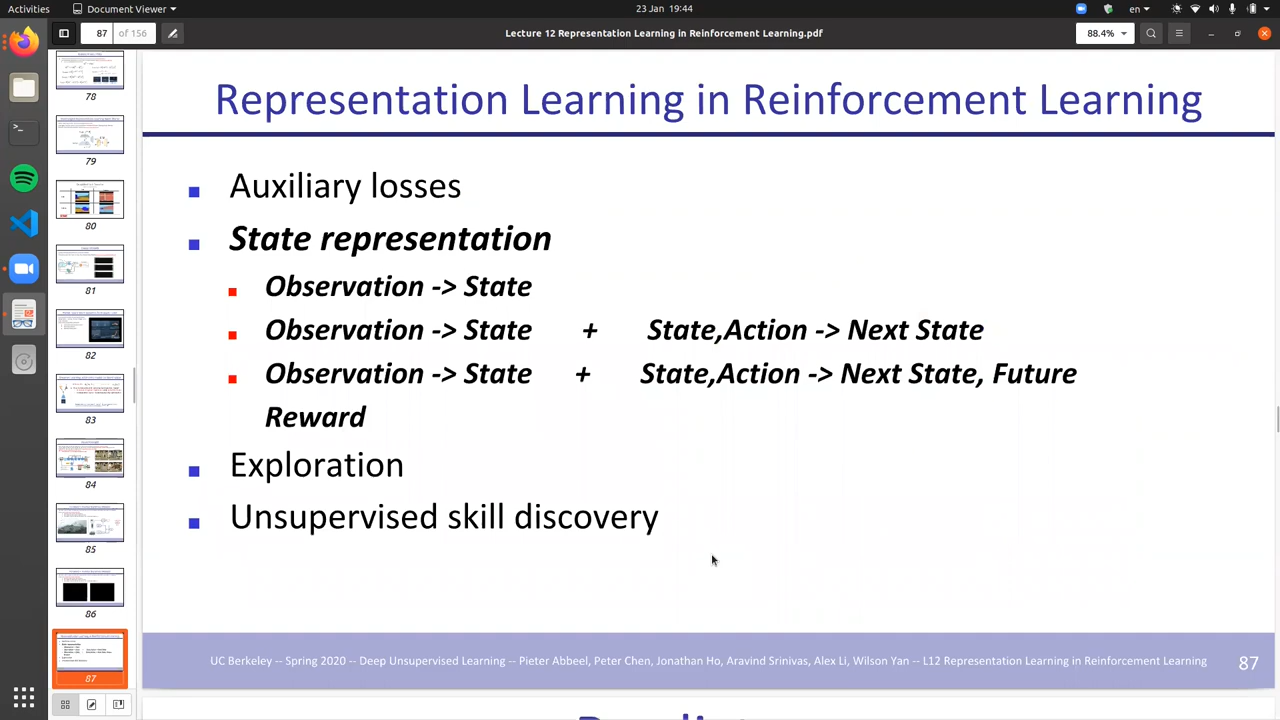 Activities
Document Viewer
23 Jan 19:44
en
87
of 156
Lecture 12 Representation Learning in Reinforcement Learning.pdf
88.4%
78
79
80
81
82
83
84
85
86
87
Representation Learning in Reinforcement Learning
Auxiliary losses
State representation
Observation -> State
Observation -> State + State,Action -> Next State
Observation -> State + State,Action -> Next State, Future
Reward
Exploration
Unsupervised skill discovery
UC Berkeley -- Spring 2020 -- Deep Unsupervised Learning -- Pieter Abbeel, Peter Chen, Jonathan Ho, Aravind Srinivas, Alex Li, Wilson Yan -- L12 Representation Learning in Reinforcement Learning
87